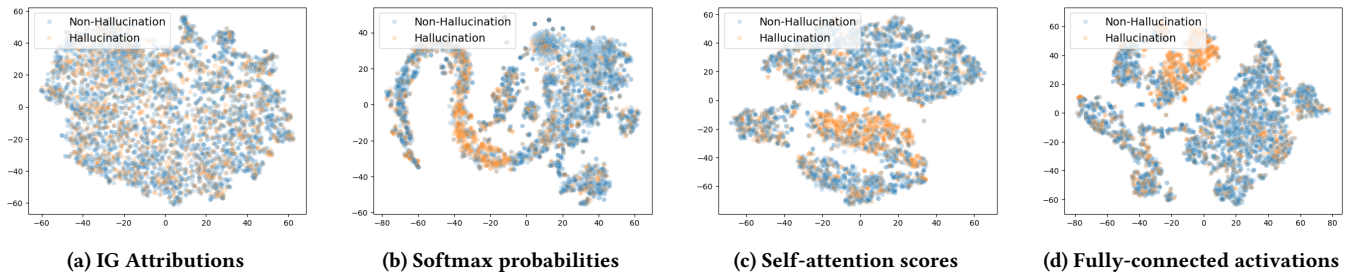 Non-Hallucination
Hallucination
60
40
20
0
−20
−40
−60
−60 −40 −20 0 20 40 60
(a) IG Attributions
Non-Hallucination
Hallucination
40
20
0
−20
−40
−60
−80 −60 −40 −20 0 20 40 60
(b) Softmax probabilities
Non-Hallucination
Hallucination
60
40
20
0
−20
−40
−60
−60 −40 −20 0 20 40 60
(c) Self-attention scores
Non-Hallucination
Hallucination
60
40
20
0
−20
−40
−60
−80 −60 −40 −20 0 20 40 60 80
(d) Fully-connected activations